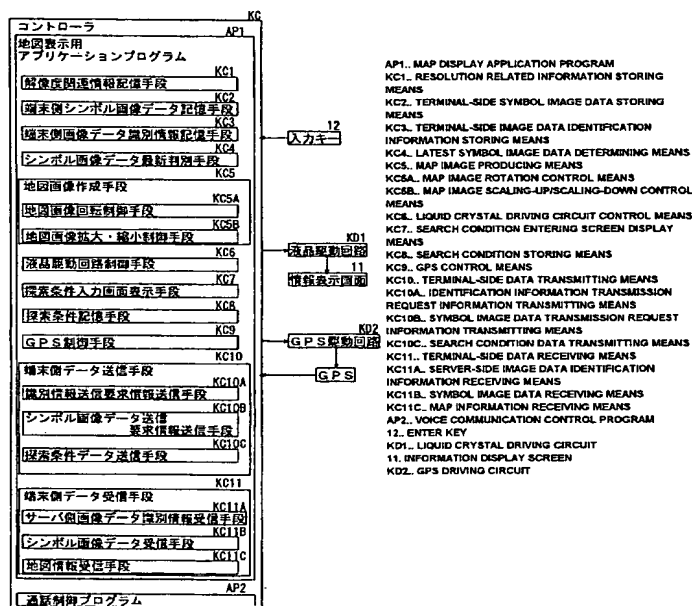 KC
コントローラ
AP1
地図表示用
アプリケーションプログラム
KC1
解像度関連情報記憶手段
KC2
端末側シンボル画像データ記憶手段
KC3
端末側画像データ識別情報記憶手段
KC4
シンボル画像データ最新判別手段
KC5
地図画像作成手段
KC5A
地図画像回転制御手段
KC5B
地図画像拡大・縮小制御手段
KC6
液晶駆動回路制御手段
KC7
探索条件入力画面表示手段
KC8
探索条件記憶手段
KC9
GPS制御手段
KC10
端末側データ送信手段
KC10A
識別情報送信要求情報送信手段
KC10B
シンボル画像データ送信
要求情報送信手段
KC10C
探索条件データ送信手段
KC11
端末側データ受信手段
KC11A
サーバ側画像データ識別情報受信手段
KC11B
シンボル画像データ受信手段
KC11C
地図情報受信手段
AP2
通話制御プログラム
12
入力キー
KD1
液晶駆動回路
11
情報表示画面
KD2
GPS駆動回路
GPS
AP1.. MAP DISPLAY APPLICATION PROGRAM
KC1.. RESOLUTION RELATED INFORMATION STORING
MEANS
KC2.. TERMINAL-SIDE SYMBOL IMAGE DATA STORING
MEANS
KC3.. TERMINAL-SIDE IMAGE DATA IDENTIFICATION
INFORMATION STORING MEANS
KC4.. LATEST SYMBOL IMAGE DATA DETERMINING MEANS
KC5.. MAP IMAGE PRODUCING MEANS
KC5A.. MAP IMAGE ROTATION CONTROL MEANS
KC5B.. MAP IMAGE SCALING-UP/SCALING-DOWN CONTROL
MEANS
KC6.. LIQUID CRYSTAL DRIVING CIRCUIT CONTROL MEANS
KC7.. SEARCH CONDITION ENTERING SCREEN DISPLAY
MEANS
KC8.. SEARCH CONDITION STORING MEANS
KC9.. GPS CONTROL MEANS
KC10.. TERMINAL-SIDE DATA TRANSMITTING MEANS
KC10A.. IDENTIFICATION INFORMATION TRANSMISSION
REQUEST INFORMATION TRANSMITTING MEANS
KC10B.. SYMBOL IMAGE DATA TRANSMISSION REQUEST
INFORMATION TRANSMITTING MEANS
KC10C.. SEARCH CONDITION DATA TRANSMITTING MEANS
KC11.. TERMINAL-SIDE DATA RECEIVING MEANS
KC11A.. SERVER-SIDE IMAGE DATA IDENTIFICATION
INFORMATION RECEIVING MEANS
KC11B.. SYMBOL IMAGE DATA RECEIVING MEANS
KC11C.. MAP INFORMATION RECEIVING MEANS
AP2.. VOICE COMMUNICATION CONTROL PROGRAM
12.. ENTER KEY
KD1.. LIQUID CRYSTAL DRIVING CIRCUIT
11. INFORMATION DISPLAY SCREEN
KD2.. GPS DRIVING CIRCUIT